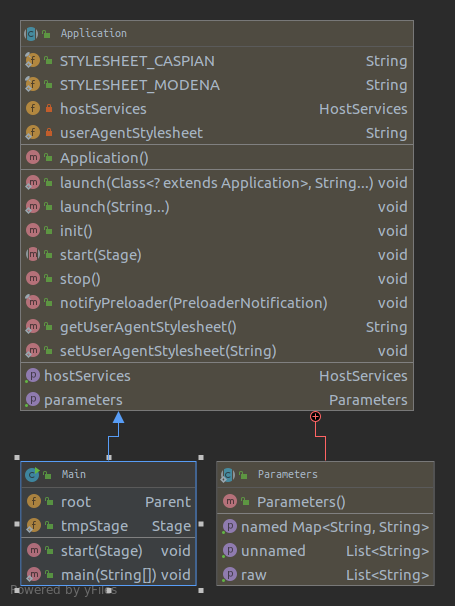 Application
STYLESHEET_CASPIAN String
STYLESHEET_MODENA String
hostServices HostServices
userAgentStylesheet String
Application()
launch(Class<? extends Application>, String...) void
launch(String...) void
init() void
start(Stage) void
stop() void
notifyPreloader(PreloaderNotification) void
getUserAgentStylesheet() String
setUserAgentStylesheet(String) void
hostServices HostServices
parameters Parameters
Main
root Parent
tmpStage Stage
start(Stage) void
main(String[]) void
Parameters
Parameters()
named Map<String, String>
unnamed List<String>
raw List<String>
Powered by yFiles